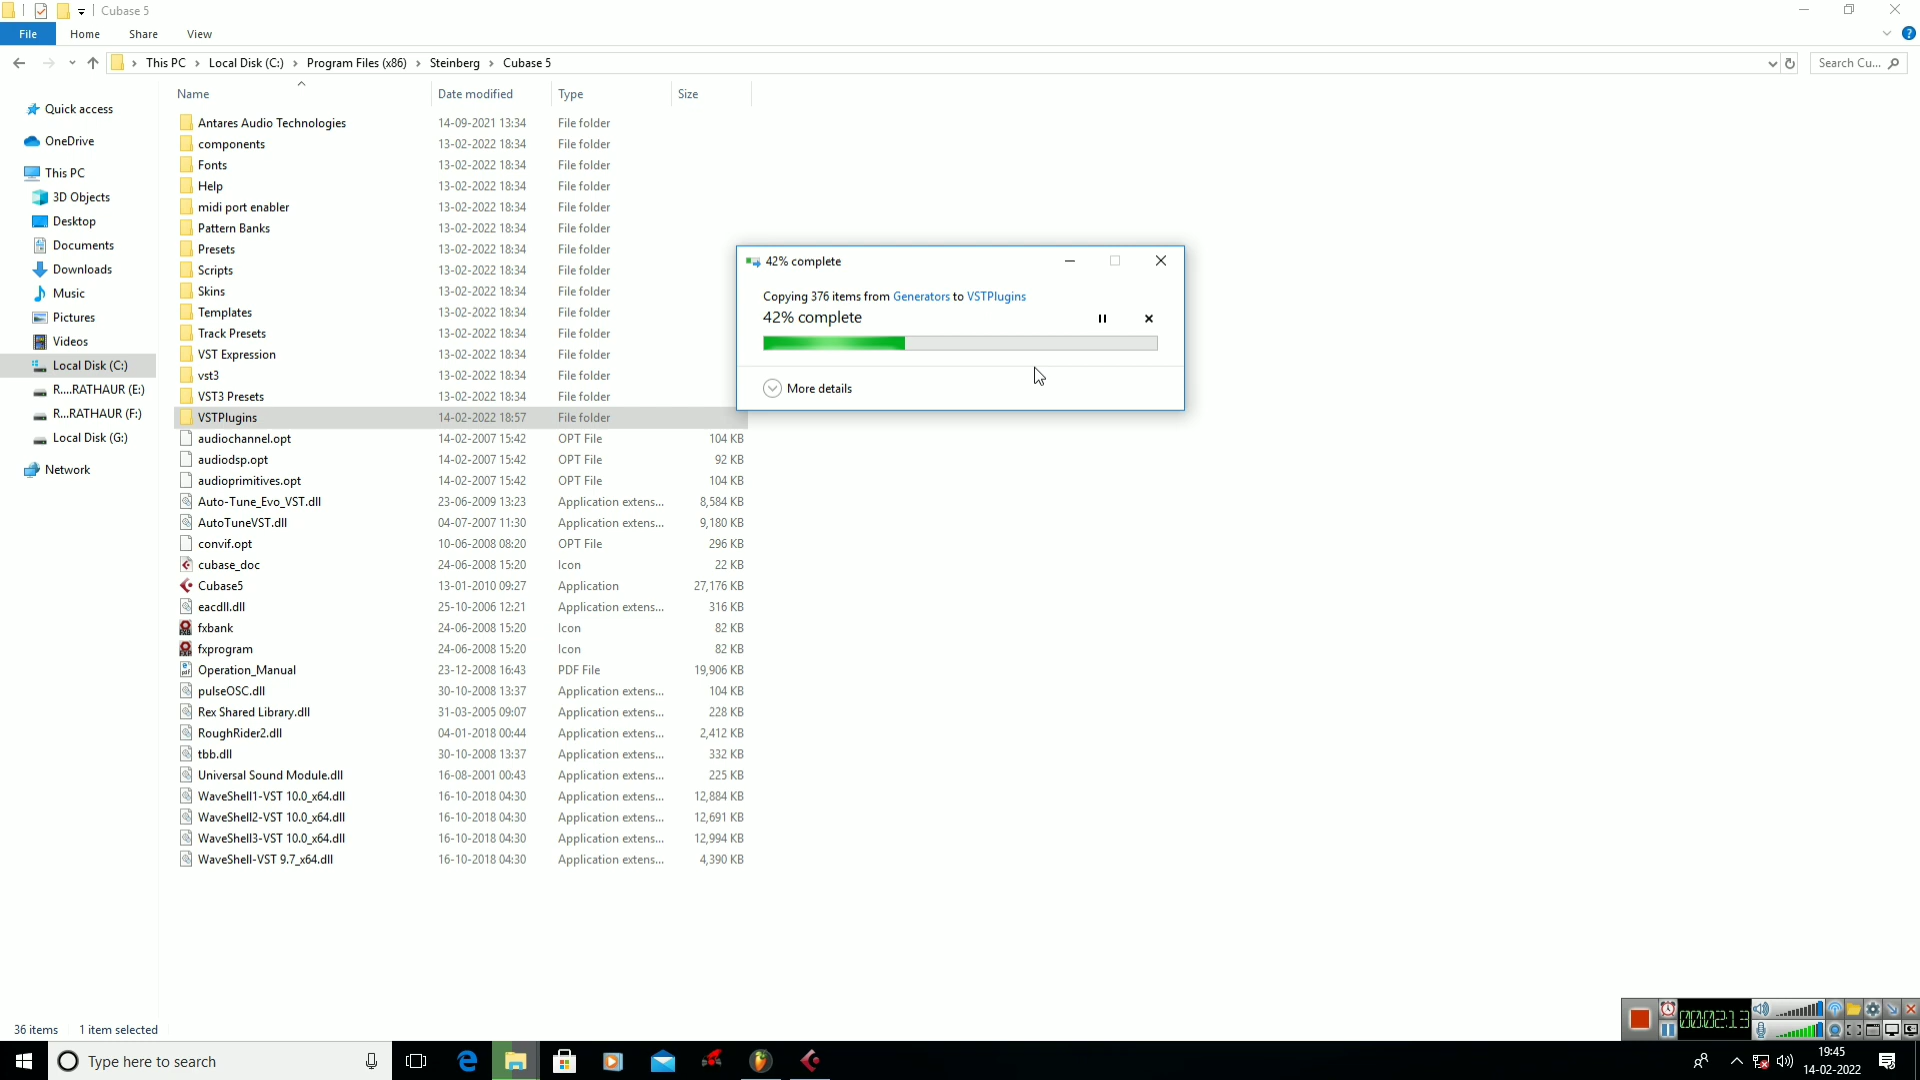 Cubase 5
File Home Share View
This PC Local Disk (C:) Program Files (x86) Steinberg Cubase 5
Search Cu...
Name Date modified Type Size
Quick access
OneDrive
This PC
3D Objects
Desktop
Documents
Downloads
Music
Pictures
Videos
Local Disk (C:)
R....RATHAUR (E:)
R...RATHAUR (F:)
Local Disk (G:)
Network
Antares Audio Technologies 14-09-2021 13:34 File folder
components 13-02-2022 18:34 File folder
Fonts 13-02-2022 18:34 File folder
Help 13-02-2022 18:34 File folder
midi port enabler 13-02-2022 18:34 File folder
Pattern Banks 13-02-2022 18:34 File folder
Presets 13-02-2022 18:34 File folder
Scripts 13-02-2022 18:34 File folder
Skins 13-02-2022 18:34 File folder
Templates 13-02-2022 18:34 File folder
Track Presets 13-02-2022 18:34 File folder
VST Expression 13-02-2022 18:34 File folder
vst3 13-02-2022 18:34 File folder
VST3 Presets 13-02-2022 18:34 File folder
VSTPlugins 14-02-2022 18:57 File folder
audiochannel.opt 14-02-2007 15:42 OPT File 104 KB
audiodsp.opt 14-02-2007 15:42 OPT File 92 KB
audioprimitives.opt 14-02-2007 15:42 OPT File 104 KB
Auto-Tune_Evo_VST.dll 23-06-2009 13:23 Application extens... 8,584 KB
AutoTuneVST.dll 04-07-2007 11:30 Application extens... 9,180 KB
convif.opt 10-06-2008 08:20 OPT File 296 KB
cubase_doc 24-06-2008 15:20 Icon 22 KB
Cubase5 13-01-2010 09:27 Application 27,176 KB
eacdll.dll 25-10-2006 12:21 Application extens... 316 KB
fxbank 24-06-2008 15:20 Icon 82 KB
fxprogram 24-06-2008 15:20 Icon 82 KB
Operation_Manual 23-12-2008 16:43 PDF File 19,906 KB
pulseOSC.dll 30-10-2008 13:37 Application extens... 104 KB
Rex Shared Library.dll 31-03-2005 09:07 Application extens... 228 KB
RoughRider2.dll 04-01-2018 00:44 Application extens... 2,412 KB
tbb.dll 30-10-2008 13:37 Application extens... 332 KB
Universal Sound Module.dll 16-08-2001 00:43 Application extens... 225 KB
WaveShell1-VST 10.0_x64.dll 16-10-2018 04:30 Application extens... 12,884 KB
WaveShell2-VST 10.0_x64.dll 16-10-2018 04:30 Application extens... 12,691 KB
WaveShell3-VST 10.0_x64.dll 16-10-2018 04:30 Application extens... 12,994 KB
WaveShell-VST 9.7_x64.dll 16-10-2018 04:30 Application extens... 4,390 KB
42% complete
Copying 376 items from Generators to VSTPlugins
42% complete
More details
36 items 1 item selected
00:02:13
Type here to search
19:45
14-02-2022